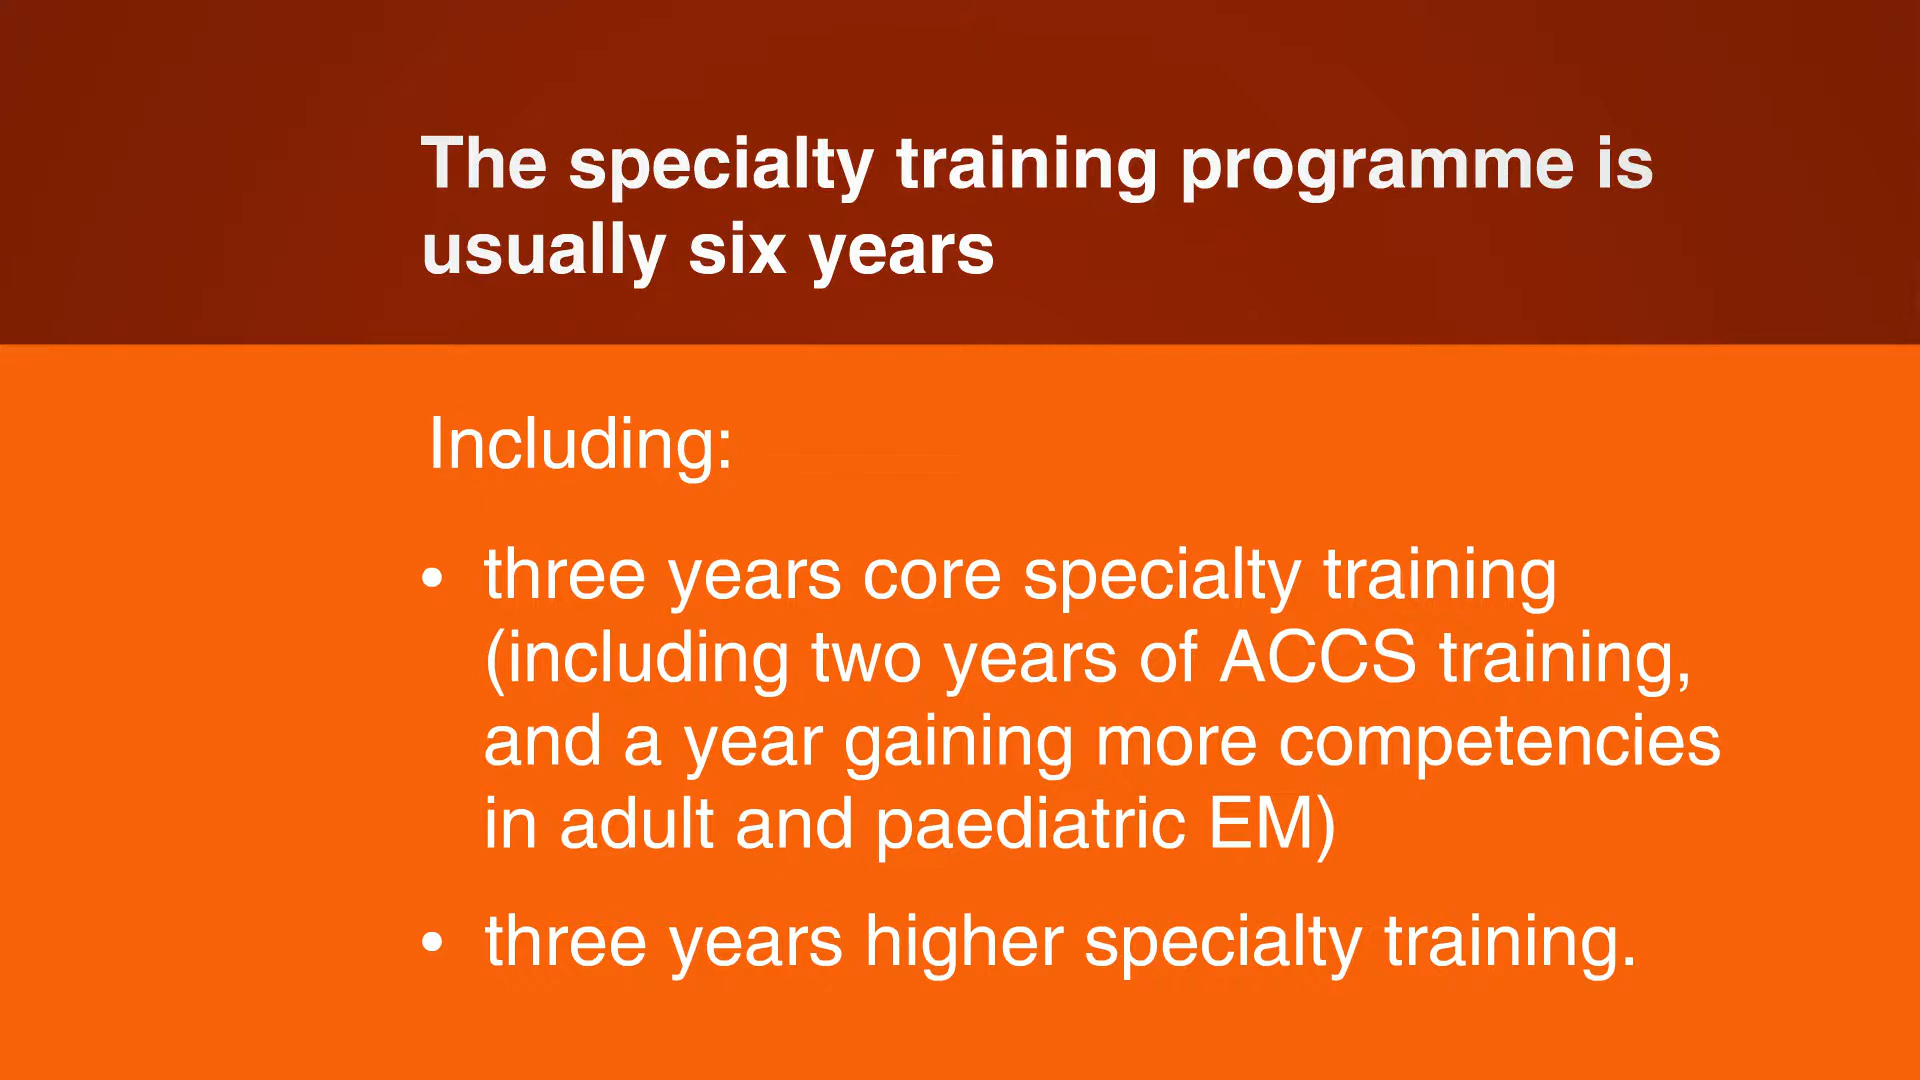 The specialty training programme is
usually six years
Including:
• three years core specialty training
(including two years of ACCS training,
and a year gaining more competencies
in adult and paediatric EM)
• three years higher specialty training.